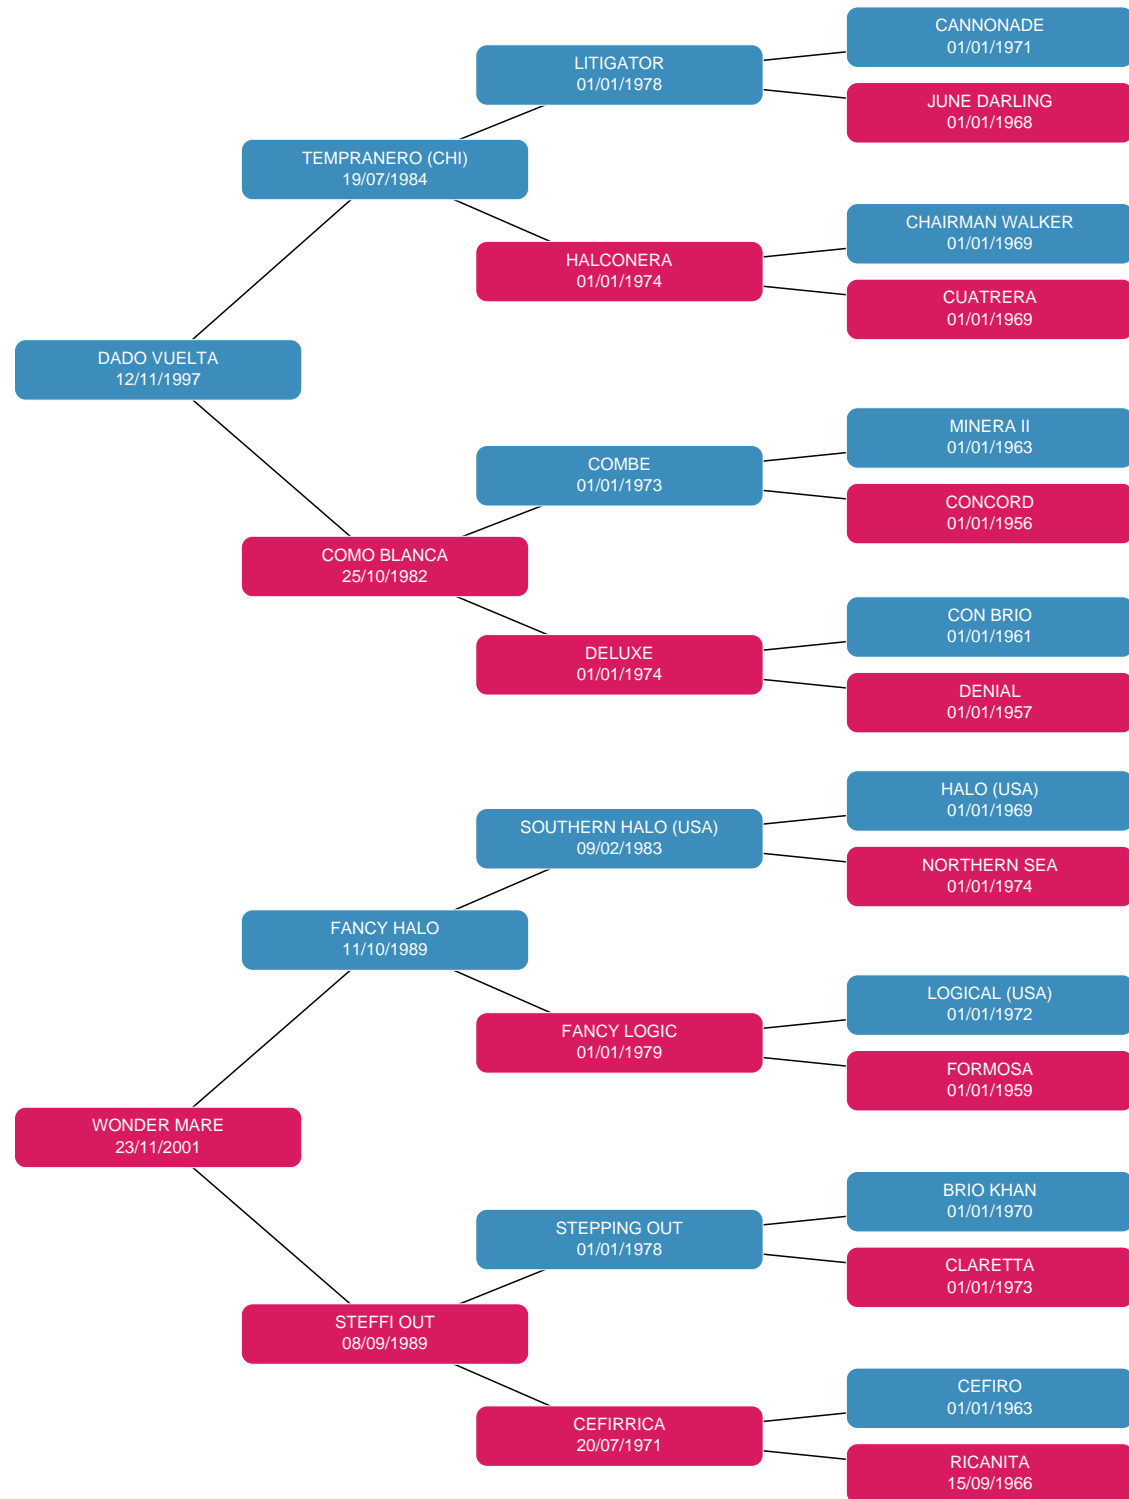 CANNONADE
01/01/1971
LITIGATOR
01/01/1978
JUNE DARLING
01/01/1968
TEMPRANERO (CHI)
19/07/1984
CHAIRMAN WALKER
01/01/1969
HALCONERA
01/01/1974
CUATRERA
01/01/1969
DADO VUELTA
12/11/1997
MINERA II
01/01/1963
COMBE
01/01/1973
CONCORD
01/01/1956
COMO BLANCA
25/10/1982
CON BRIO
01/01/1961
DELUXE
01/01/1974
DENIAL
01/01/1957
HALO (USA)
01/01/1969
SOUTHERN HALO (USA)
09/02/1983
NORTHERN SEA
01/01/1974
FANCY HALO
11/10/1989
LOGICAL (USA)
01/01/1972
FANCY LOGIC
01/01/1979
FORMOSA
01/01/1959
WONDER MARE
23/11/2001
BRIO KHAN
01/01/1970
STEPPING OUT
01/01/1978
CLARETTA
01/01/1973
STEFFI OUT
08/09/1989
CEFIRO
01/01/1963
CEFIRRICA
20/07/1971
RICANITA
15/09/1966